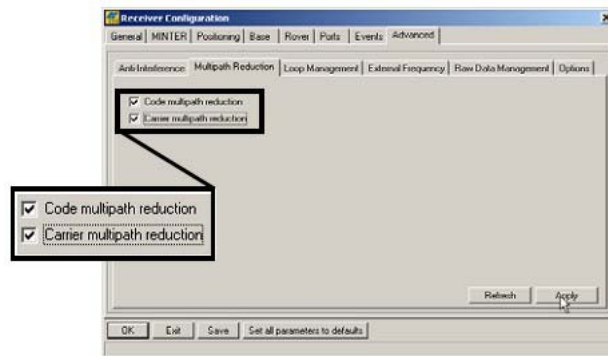 Receiver Configuration
General MINTER Positioning Base Rover Ports Events Advanced
Anti-Interference Multipath Reduction Loop Management External Frequency Raw Data Management Options
Code multipath reduction
Carrier multipath reduction
Code multipath reduction
Carrier multipath reduction
Refresh Apply
OK Exit Save Set all parameters to defaults